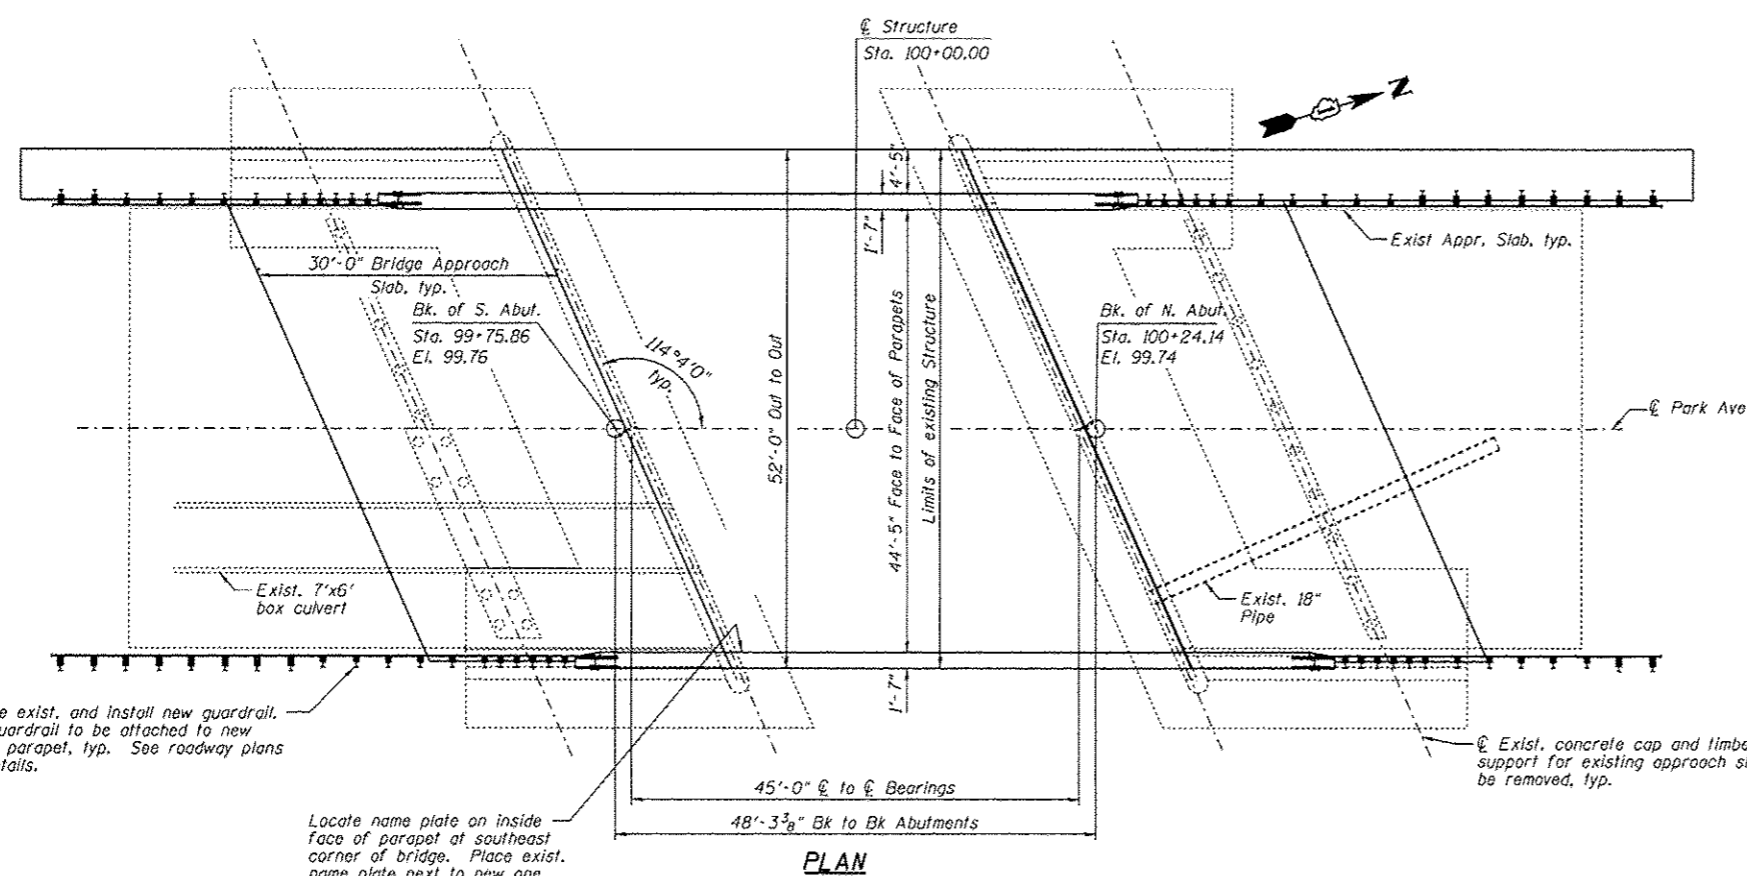 ℄ Structure
Sta. 100+00.00
N
4'-5"
1'-7"
Exist Appr. Slab, typ.
30'-0" Bridge Approach
Slab, typ.
Bk. of S. Abut.
Sta. 99+75.86
El. 99.76
114°4'0"
typ.
52'-0" Out to Out
44'-5" Face to Face of Parapets
Limits of existing Structure
Bk. of N. Abut.
Sta. 100+24.14
El. 99.74
℄ Park Ave
Exist. 7'x6'
box culvert
Exist. 18"
Pipe
1'-7"
e exist. and install new guardrail.
uardrail to be attached to new
parapet, typ. See roadway plans
tails.
℄ Exist. concrete cap and timbe
support for existing approach s
be removed, typ.
45'-0" ℄ to ℄ Bearings
48'-3⅜" Bk to Bk Abutments
Locate name plate on inside
face of parapet at southeast
corner of bridge. Place exist.
name plate next to new one
PLAN